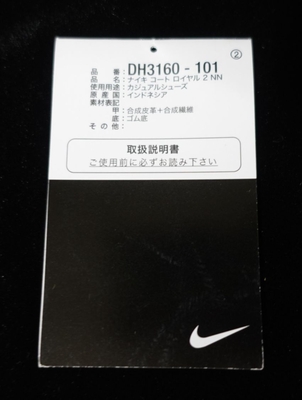 ②
品 番 : DH3160 - 101
品 名 : ナイキ コート ロイヤル 2 NN
使用用途 : カジュアルシューズ
原 産 国 : インドネシア
素材表記
甲 : 合成皮革＋合成繊維
底 : ゴム底
そ の 他 :
取扱説明書
ご使用前に必ずお読み下さい